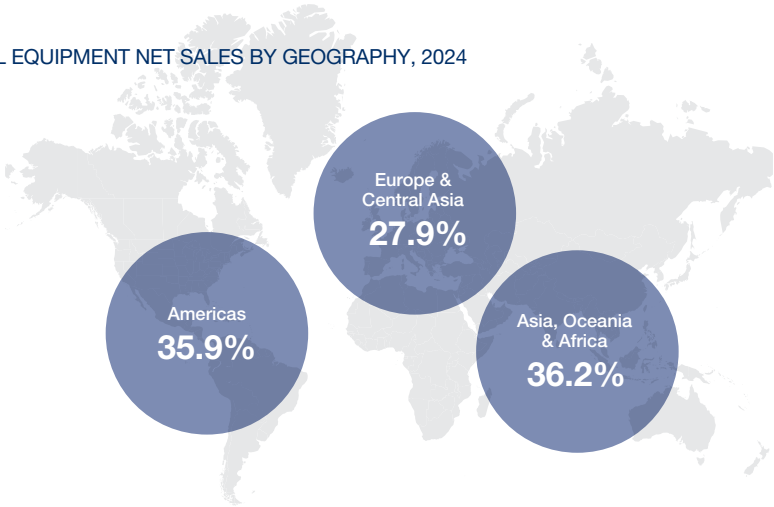 EQUIPMENT NET SALES BY GEOGRAPHY, 2024
Europe &
Central Asia
27.9%
Americas
35.9%
Asia, Oceania
& Africa
36.2%